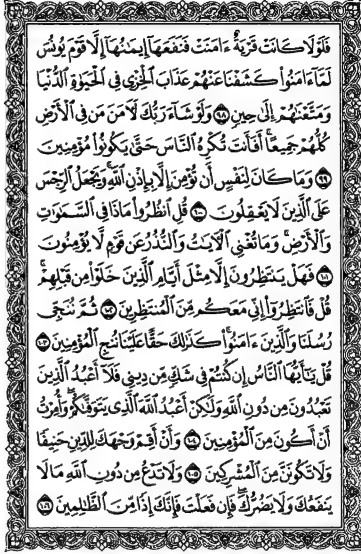 فَلَوْلَا كَانَتْ قَرْيَةٌ ءَامَنَتْ فَنَفَعَهَآ إِيمَٰنُهَآ إِلَّا قَوْمَ يُونُسَ
لَمَّآ ءَامَنُوا۟ كَشَفْنَا عَنْهُمْ عَذَابَ ٱلْخِزْىِ فِى ٱلْحَيَوٰةِ ٱلدُّنْيَا
وَمَتَّعْنَٰهُمْ إِلَىٰ حِينٍ ٩٨ وَلَوْ شَآءَ رَبُّكَ لَءَامَنَ مَن فِى ٱلْأَرْضِ
كُلُّهُمْ جَمِيعًا ۚ أَفَأَنتَ تُكْرِهُ ٱلنَّاسَ حَتَّىٰ يَكُونُوا۟ مُؤْمِنِينَ
٩٩ وَمَا كَانَ لِنَفْسٍ أَن تُؤْمِنَ إِلَّا بِإِذْنِ ٱللَّهِ ۚ وَيَجْعَلُ ٱلرِّجْسَ
عَلَى ٱلَّذِينَ لَا يَعْقِلُونَ ١٠٠ قُلِ ٱنظُرُوا۟ مَاذَا فِى ٱلسَّمَٰوَٰتِ
وَٱلْأَرْضِ ۚ وَمَا تُغْنِى ٱلْءَايَٰتُ وَٱلنُّذُرُ عَن قَوْمٍ لَّا يُؤْمِنُونَ
١٠١ فَهَلْ يَنتَظِرُونَ إِلَّا مِثْلَ أَيَّامِ ٱلَّذِينَ خَلَوْا۟ مِن قَبْلِهِمْ ۚ
قُلْ فَٱنتَظِرُوٓا۟ إِنِّى مَعَكُم مِّنَ ٱلْمُنتَظِرِينَ ١٠٢ ثُمَّ نُنَجِّى
رُسُلَنَا وَٱلَّذِينَ ءَامَنُوا۟ ۚ كَذَٰلِكَ حَقًّا عَلَيْنَا نُنجِ ٱلْمُؤْمِنِينَ ١٠٣
قُلْ يَٰٓأَيُّهَا ٱلنَّاسُ إِن كُنتُمْ فِى شَكٍّ مِّن دِينِى فَلَآ أَعْبُدُ ٱلَّذِينَ
تَعْبُدُونَ مِن دُونِ ٱللَّهِ وَلَٰكِنْ أَعْبُدُ ٱللَّهَ ٱلَّذِى يَتَوَفَّىٰكُمْ ۖ وَأُمِرْتُ
أَنْ أَكُونَ مِنَ ٱلْمُؤْمِنِينَ ١٠٤ وَأَنْ أَقِمْ وَجْهَكَ لِلدِّينِ حَنِيفًا
وَلَا تَكُونَنَّ مِنَ ٱلْمُشْرِكِينَ ١٠٥ وَلَا تَدْعُ مِن دُونِ ٱللَّهِ مَا لَا
يَنفَعُكَ وَلَا يَضُرُّكَ ۖ فَإِن فَعَلْتَ فَإِنَّكَ إِذًا مِّنَ ٱلظَّٰلِمِينَ ١٠٦